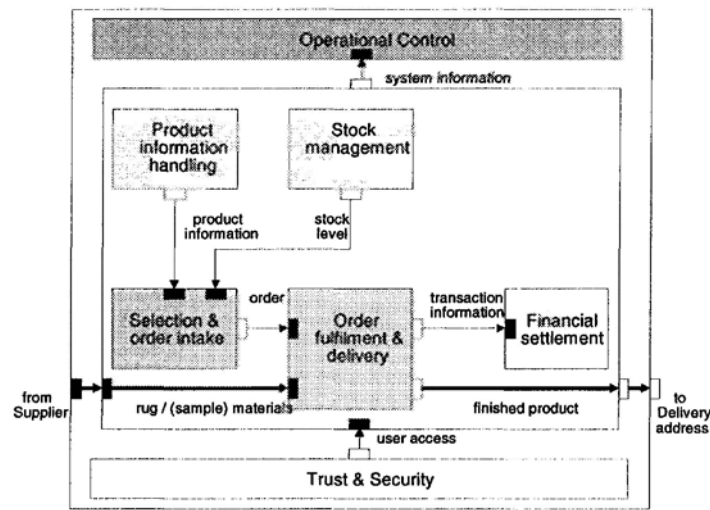 Operational Control
system information
Product
information
handling
Stock
management
product
information
stock
level
Selection &
order intake
order
Order
fulfilment &
delivery
transaction
information
Financial
settlement
from
Supplier
rug / (sample) materials
finished product
to
Delivery
address
user access
Trust & Security